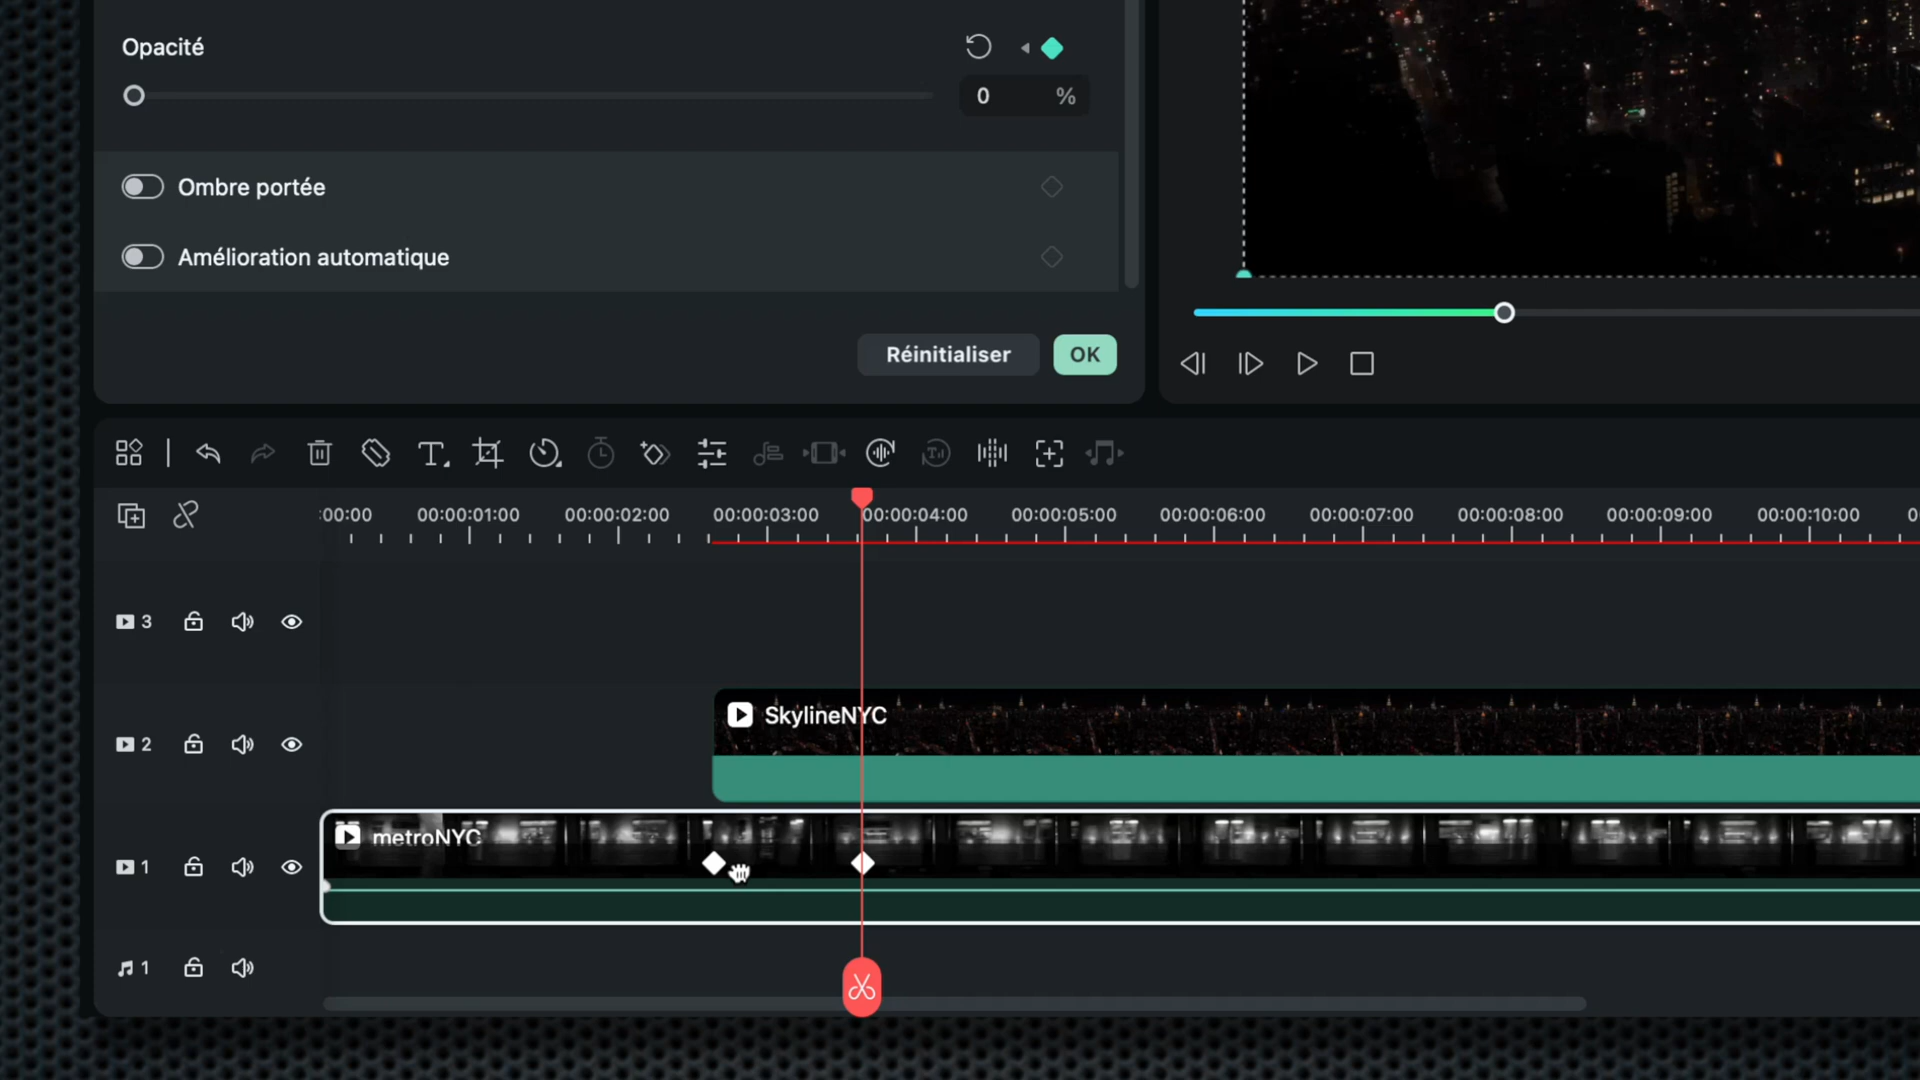 Opacité
0 %
Ombre portée
Amélioration automatique
Réinitialiser OK
:00:00 00:00:01:00 00:00:02:00 00:00:03:00 00:00:04:00 00:00:05:00 00:00:06:00 00:00:07:00 00:00:08:00 00:00:09:00 00:00:10:00 0
3
SkylineNYC
2
metroNYC
1
1